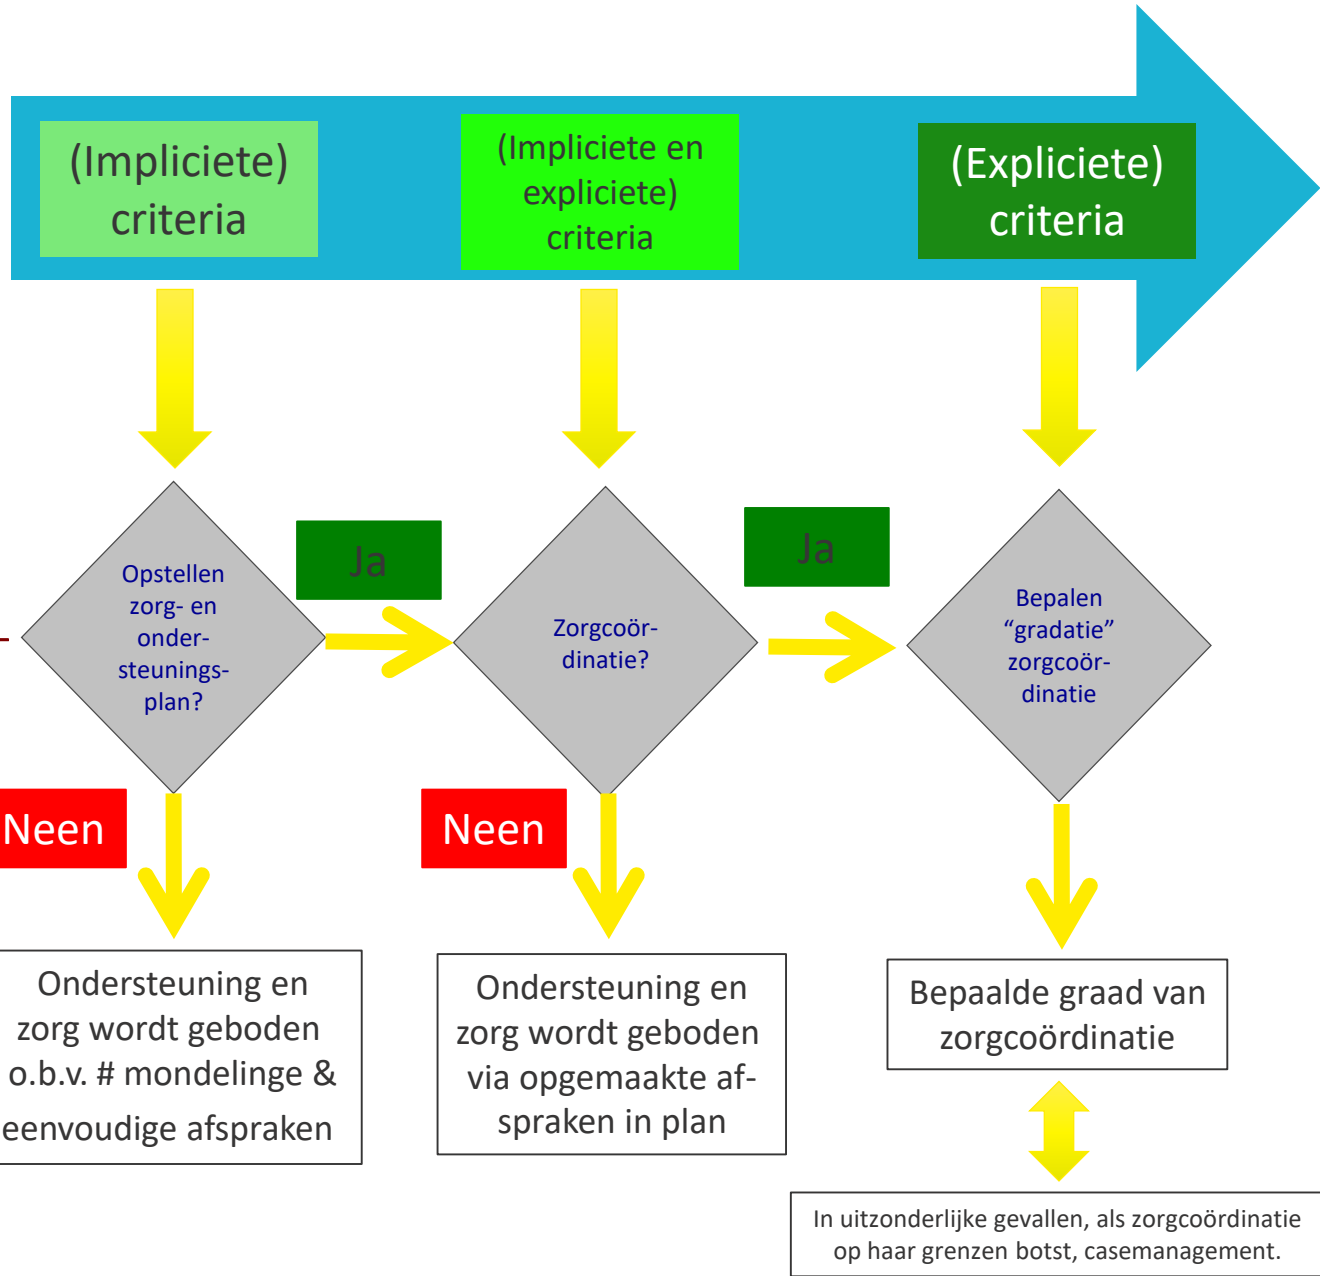 (Impliciete)
criteria
(Impliciete en
expliciete)
criteria
(Expliciete)
criteria
Opstellen
zorg- en
onder-
steunings-
plan?
Ja
Zorgcoör-
dinatie?
Ja
Bepalen
“gradatie”
zorgcoör-
dinatie
Neen
Neen
Ondersteuning en
zorg wordt geboden
o.b.v. # mondelinge &
eenvoudige afspraken
Ondersteuning en
zorg wordt geboden
via opgemaakte af-
spraken in plan
Bepaalde graad van
zorgcoördinatie
In uitzonderlijke gevallen, als zorgcoördinatie
op haar grenzen botst, casemanagement.